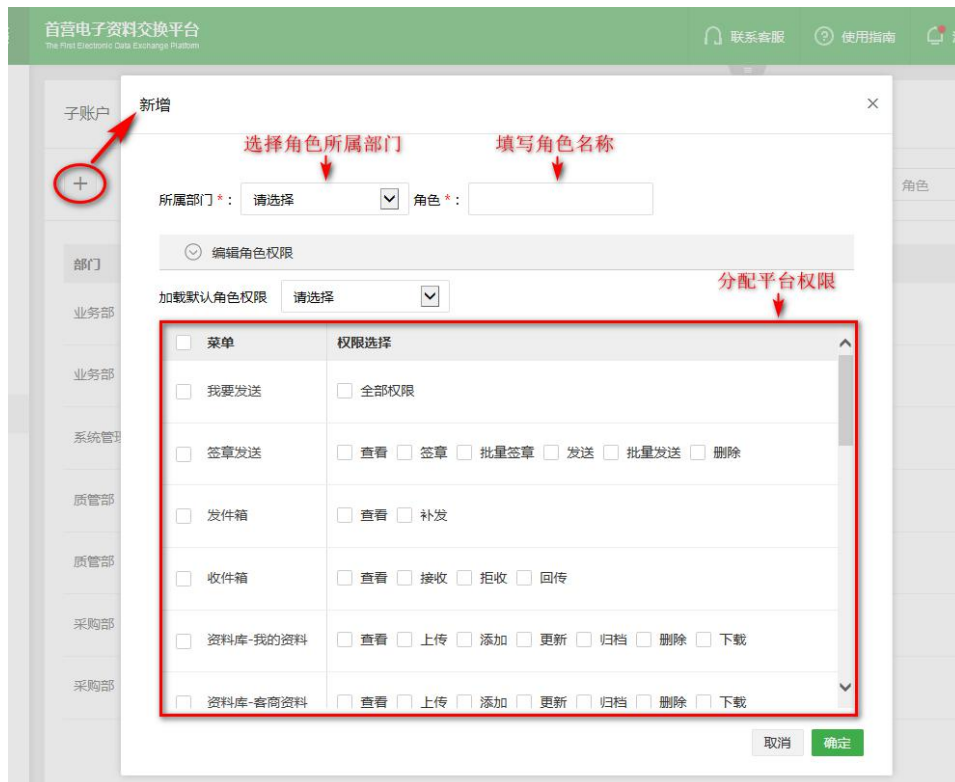 首营电子资料交换平台
The First Electronic Data Exchange Platform
联系客服 使用指南
子账户 新增
选择角色所属部门 填写角色名称
所属部门*： 请选择 角色*：
角色
编辑角色权限
部门
分配平台权限
加载默认角色权限 请选择
业务部
菜单 权限选择
业务部
我要发送 全部权限
系统管理
签章发送 查看 签章 批量签章 发送 批量发送 删除
质管部
发件箱 查看 补发
质管部
收件箱 查看 接收 拒收 回传
采购部
资料库-我的资料 查看 上传 添加 更新 归档 删除 下载
采购部
资料库-客商资料 查看 上传 添加 更新 归档 删除 下载
取消 确定